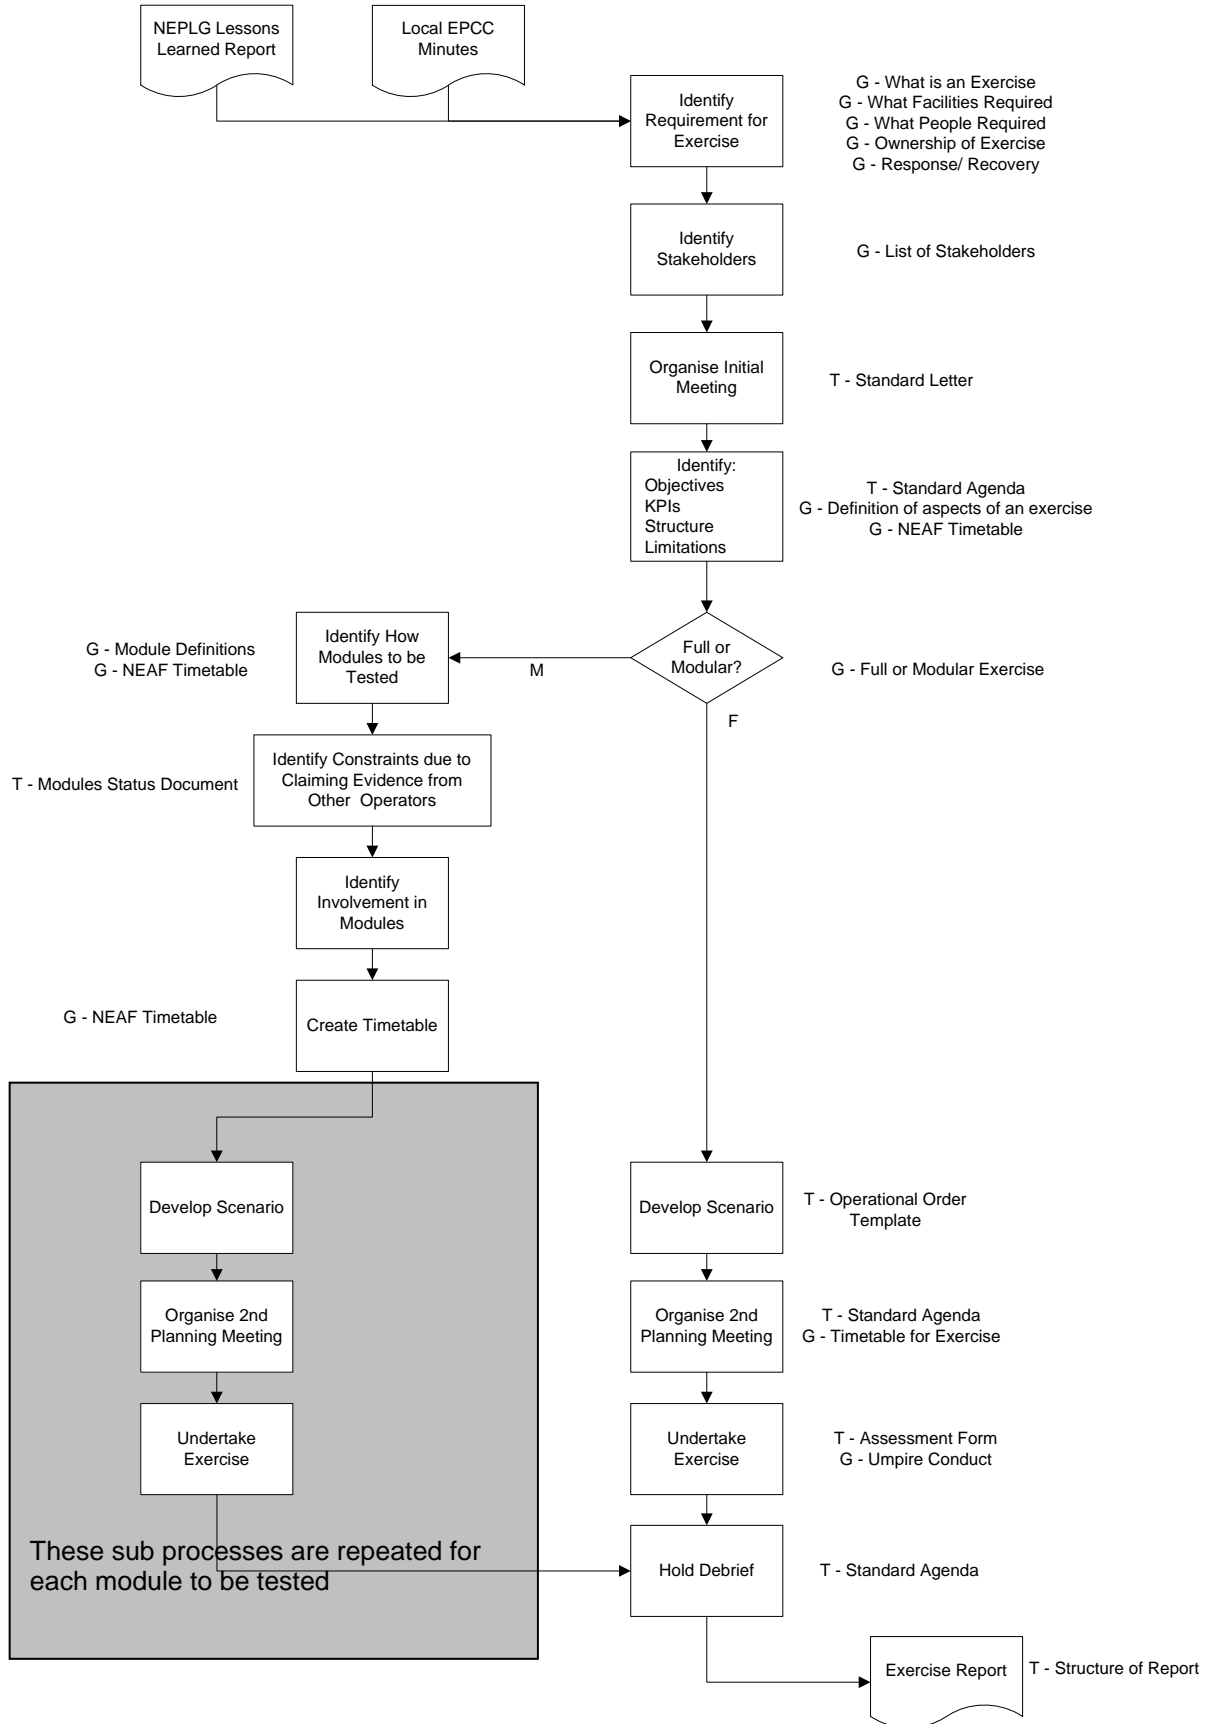 NEPLG Lessons
Learned Report
Local EPCC
Minutes
Identify
Requirement for
Exercise
G - What is an Exercise
G - What Facilities Required
G - What People Required
G - Ownership of Exercise
G - Response/ Recovery
Identify
Stakeholders
G - List of Stakeholders
Organise Initial
Meeting
T - Standard Letter
Identify:
Objectives
KPIs
Structure
Limitations
T - Standard Agenda
G - Definition of aspects of an exercise
G - NEAF Timetable
Full or
Modular?
G - Full or Modular Exercise
M
F
Identify How
Modules to be
Tested
G - Module Definitions
G - NEAF Timetable
Identify Constraints due to
Claiming Evidence from
Other Operators
T - Modules Status Document
Identify
Involvement in
Modules
Create Timetable
G - NEAF Timetable
Develop Scenario
Organise 2nd
Planning Meeting
Undertake
Exercise
These sub processes are repeated for
each module to be tested
Develop Scenario
T - Operational Order
Template
Organise 2nd
Planning Meeting
T - Standard Agenda
G - Timetable for Exercise
Undertake
Exercise
T - Assessment Form
G - Umpire Conduct
Hold Debrief
T - Standard Agenda
Exercise Report
T - Structure of Report